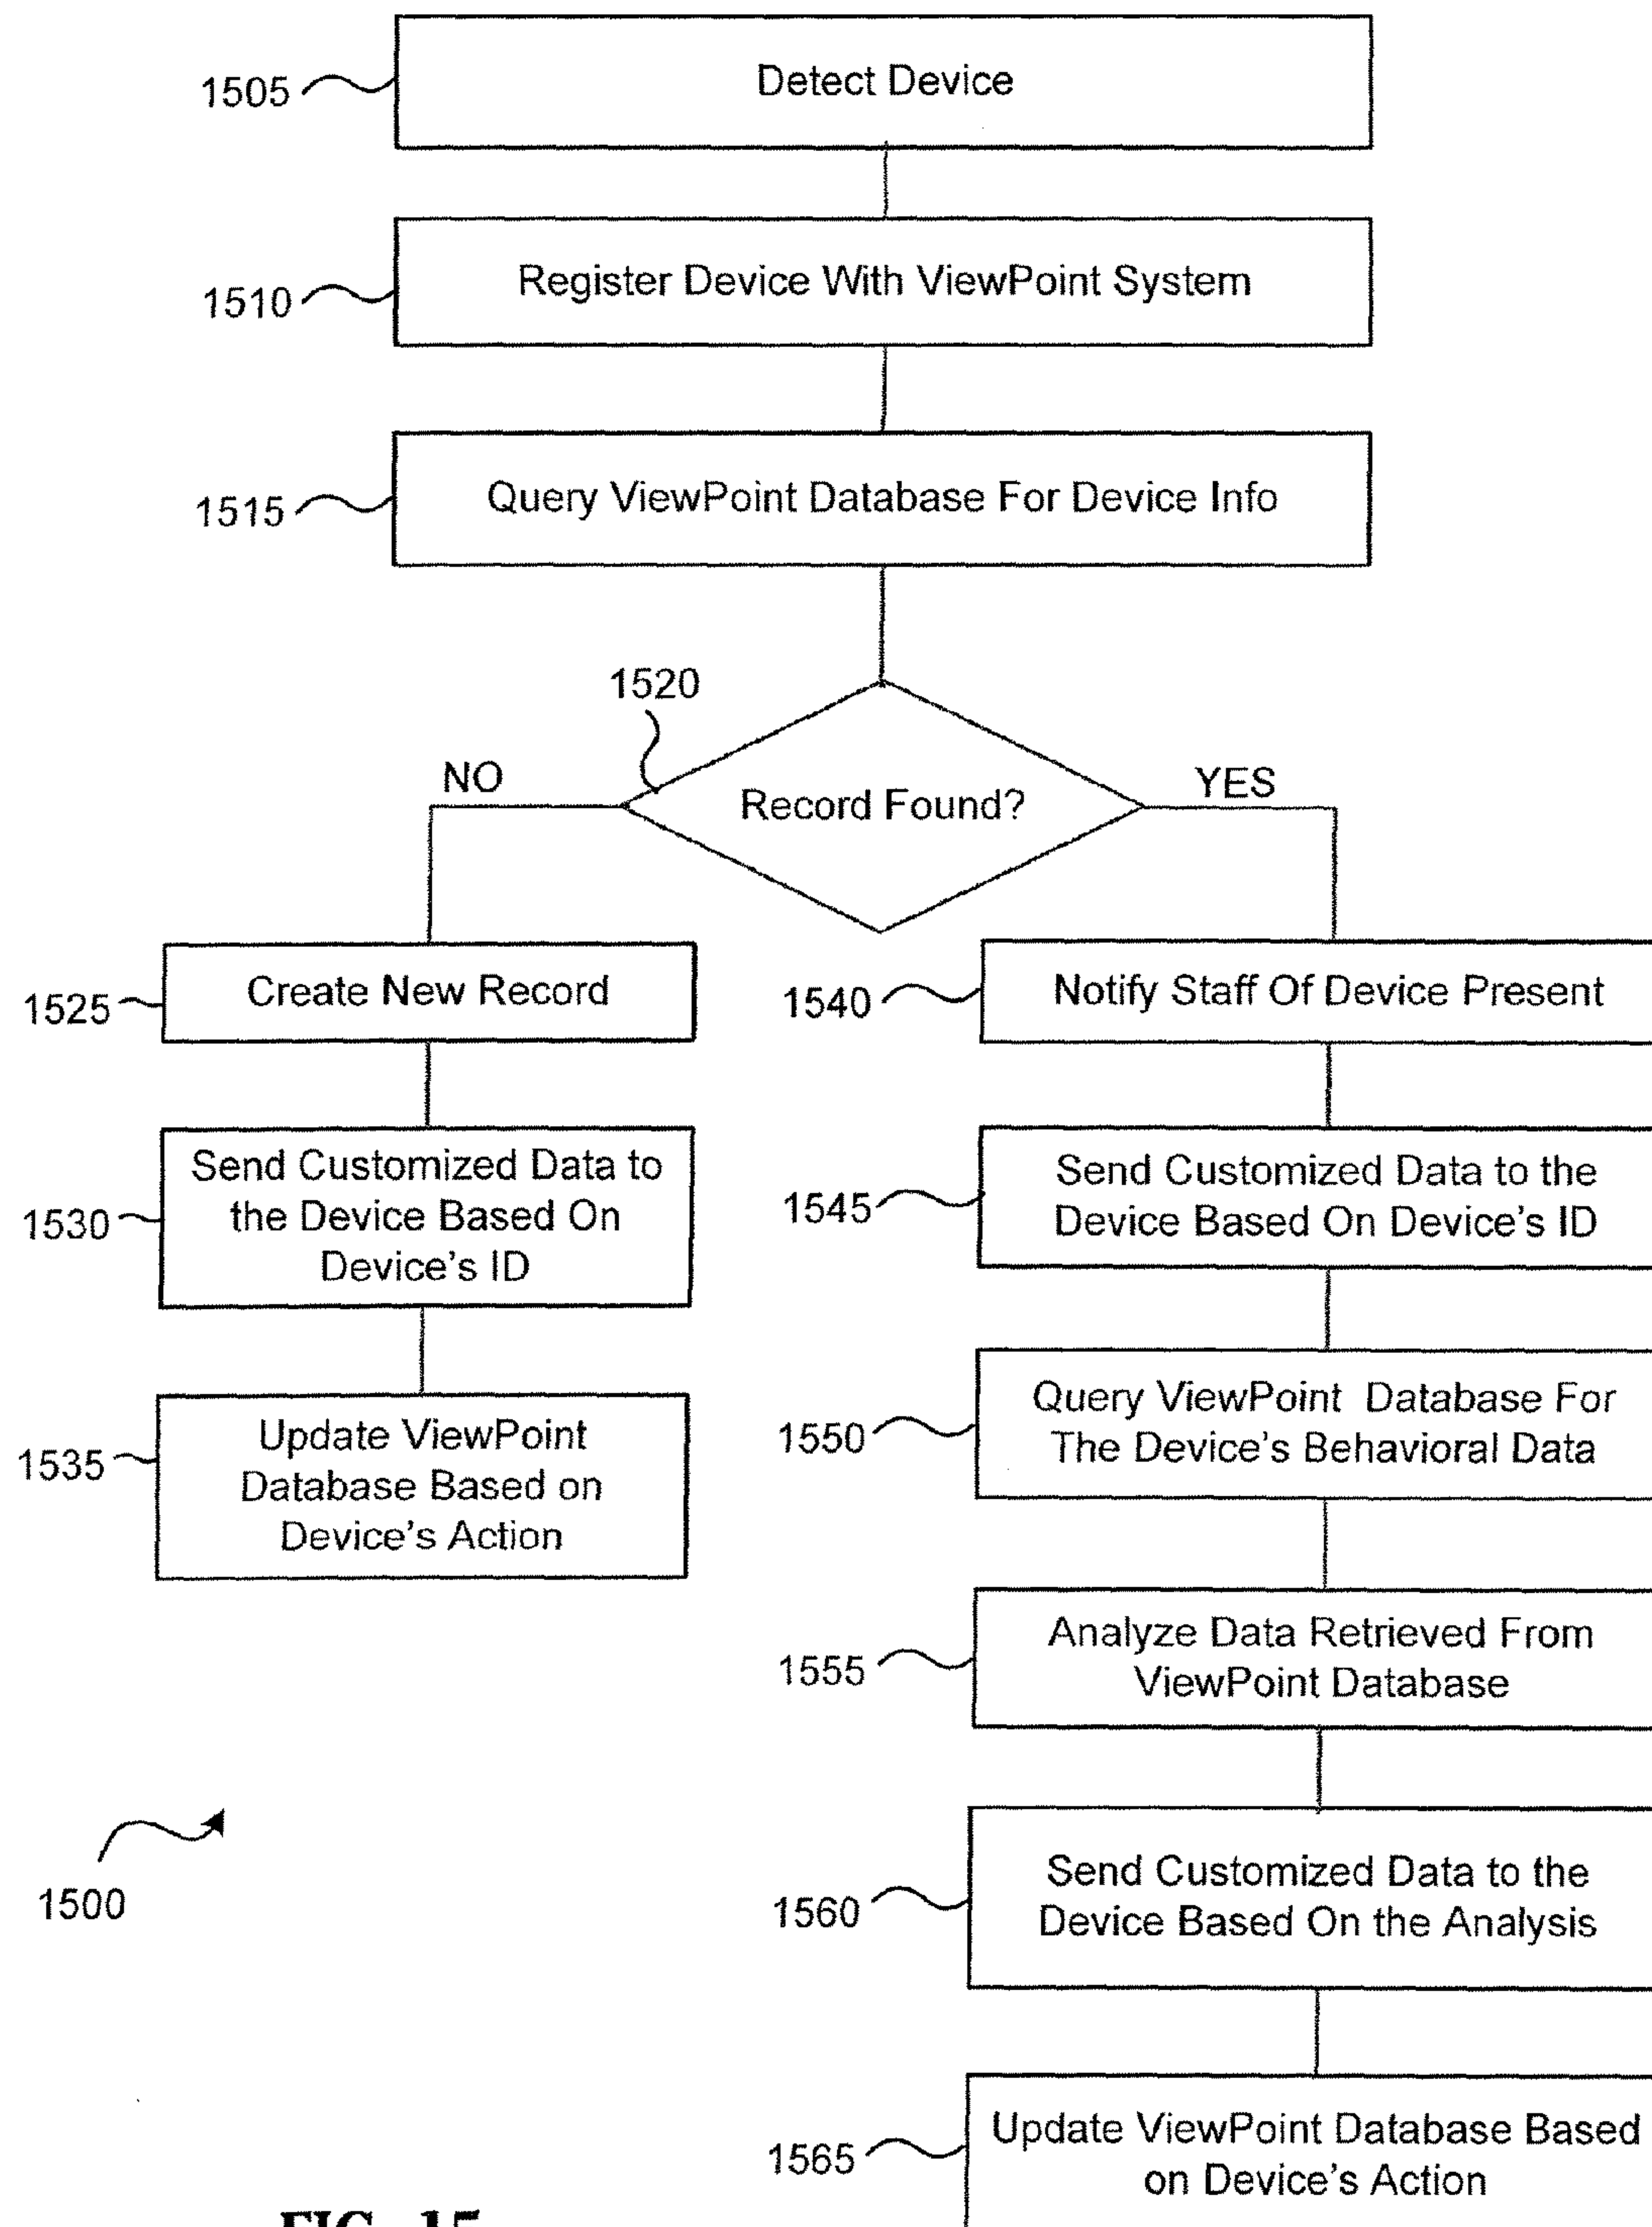 1505
Detect Device
1510
Register Device With ViewPoint System
1515
Query ViewPoint Database For Device Info
1520
NO
YES
Record Found?
1525
Create New Record
1530
Send Customized Data to
the Device Based On
Device's ID
1535
Update ViewPoint
Database Based on
Device's Action
1540
Notify Staff Of Device Present
1545
Send Customized Data to the
Device Based On Device's ID
1550
Query ViewPoint Database For
The Device's Behavioral Data
1555
Analyze Data Retrieved From
ViewPoint Database
1560
Send Customized Data to the
Device Based On the Analysis
1565
Update ViewPoint Database Based
on Device's Action
1500
FIG. 15